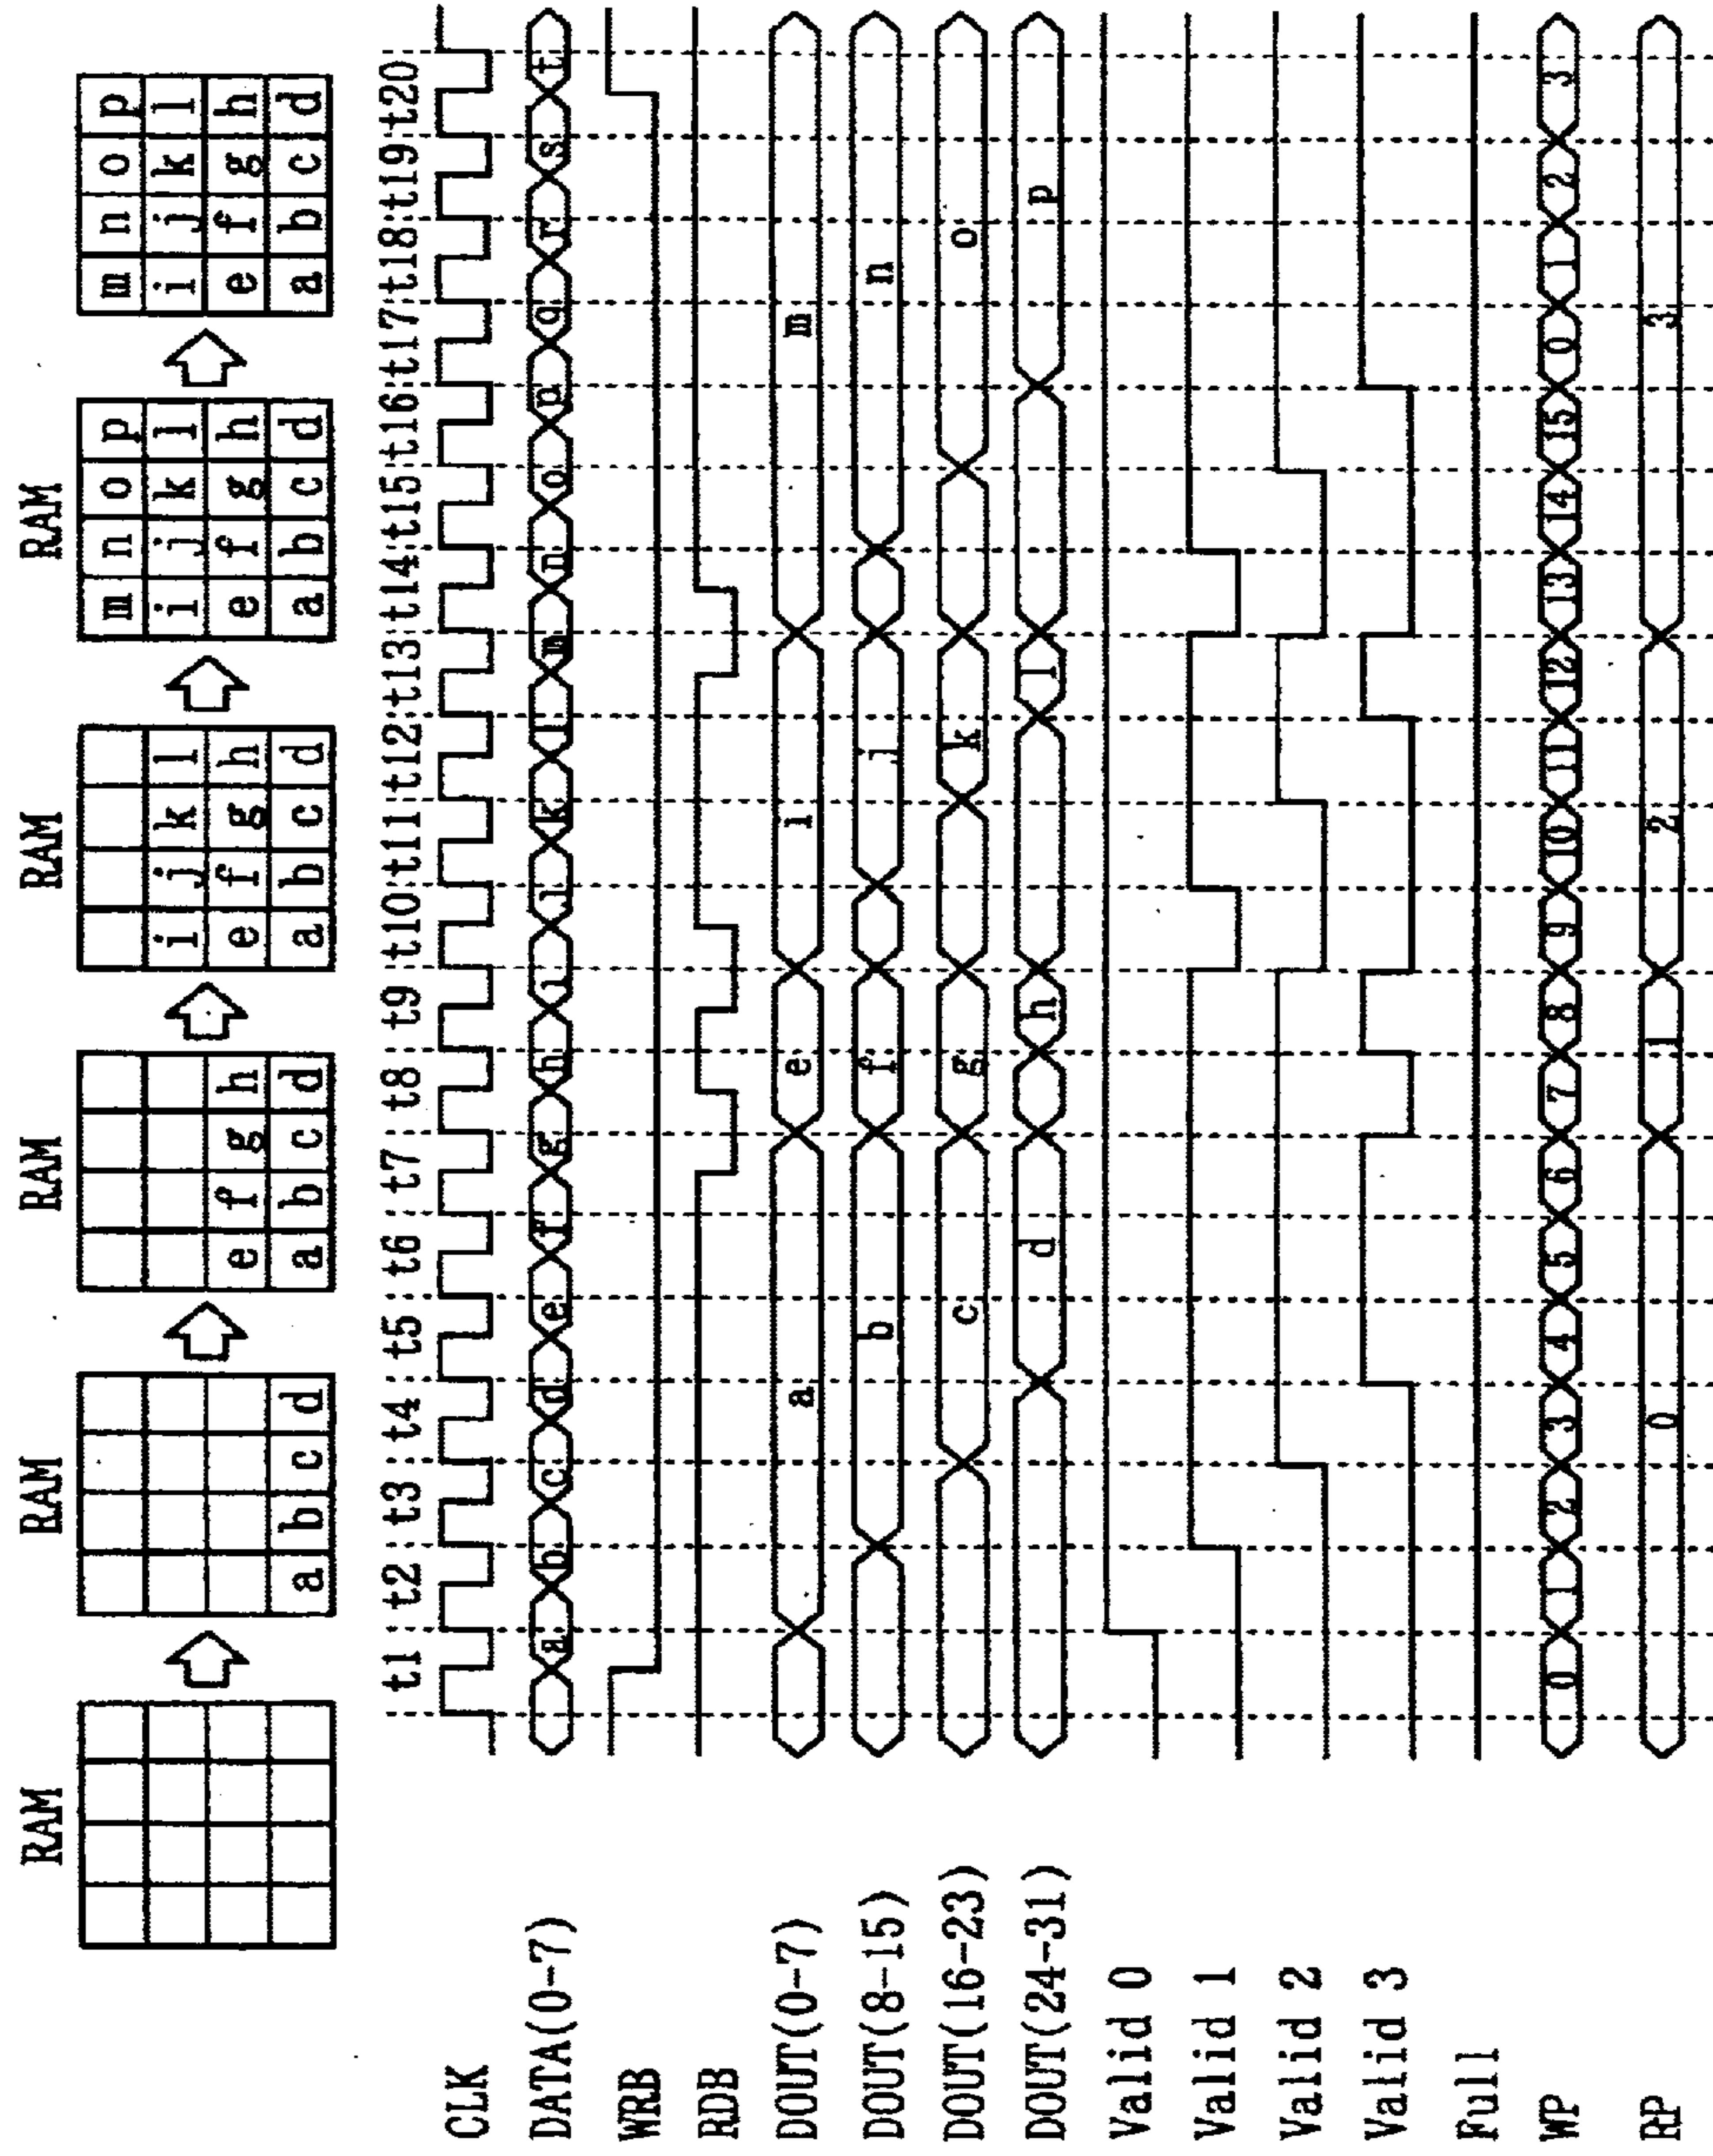 RAM RAM RAM RAM RAM
m n o p m n o p
i j k l i j k l i j k l
e f g h e f g h e f g h e f g h
a b c d a b c d a b c d a b c d a b c d
t1 t2 t3 t4 t5 t6 t7 t8 t9 t10 t11 t12 t13 t14 t15 t16 t17 t18 t19 t20
CLK
DATA(0-7) a b c d e f g h i j k l m n o p q r s t
WRB
RDB
DOUT(0-7) a e i m
DOUT(8-15) b f j n
DOUT(16-23) c g k o
DOUT(24-31) d h l p
Valid 0
Valid 1
Valid 2
Valid 3
Full
WP 0 1 2 3 4 5 6 7 8 9 10 11 12 13 14 15 0 1 2 3
RP 0 1 2 3